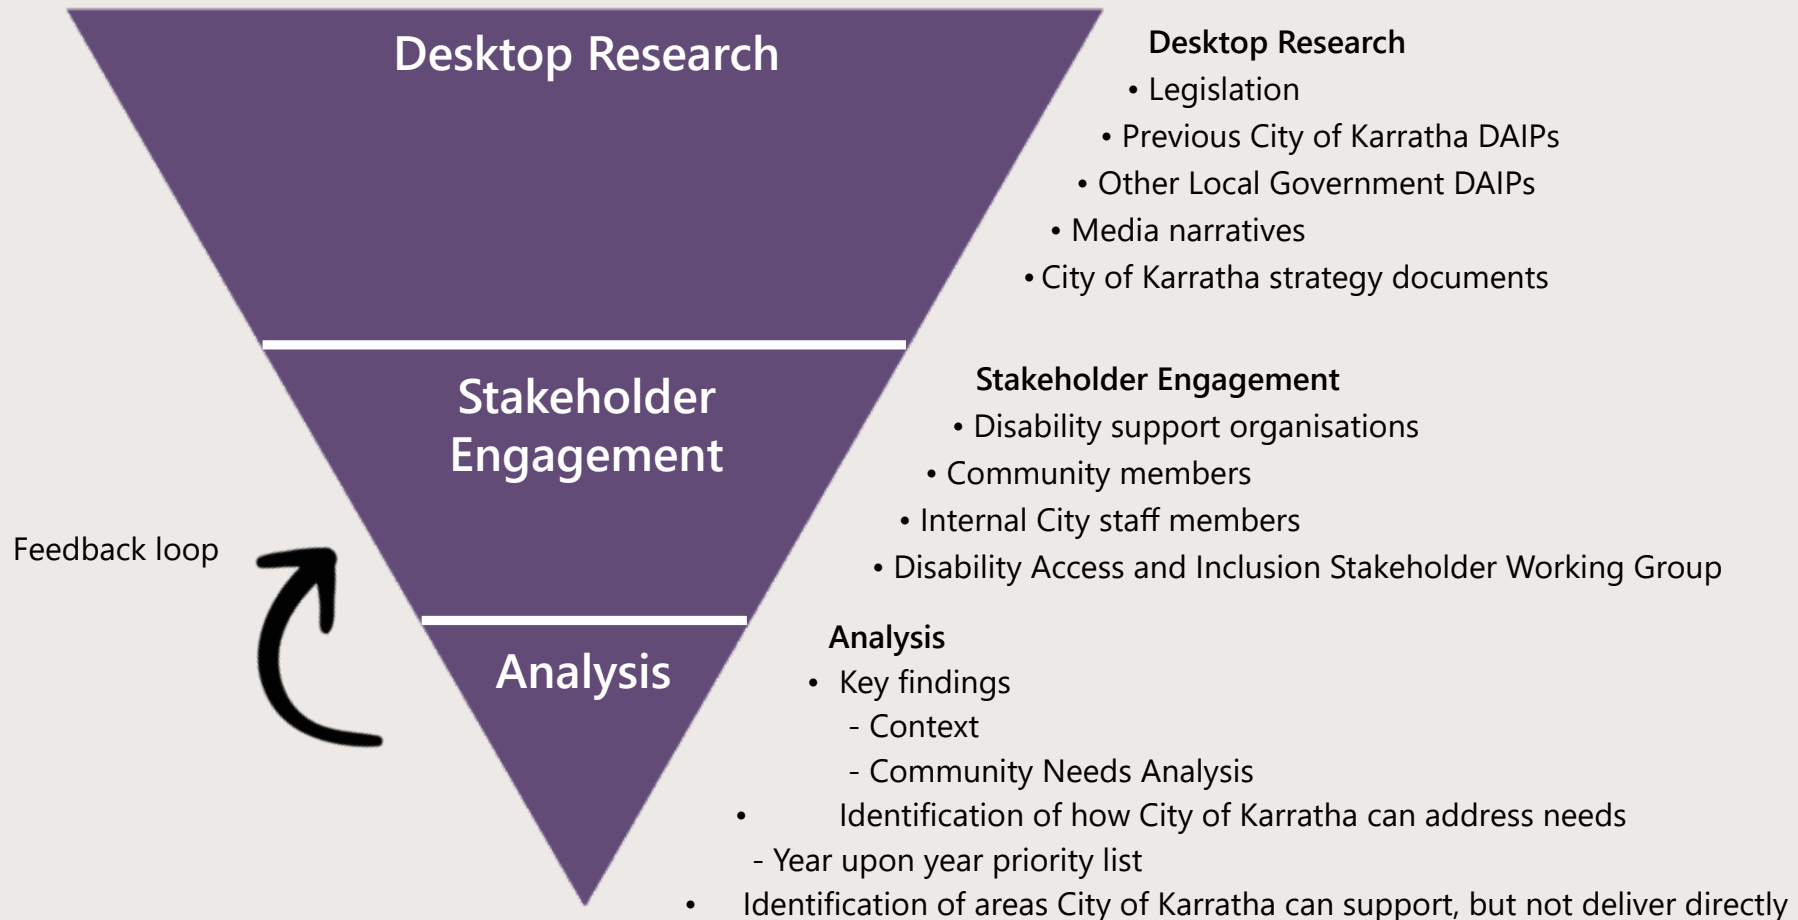 Desktop Research
Desktop Research
• Legislation
• Previous City of Karratha DAIPs
• Other Local Government DAIPs
• Media narratives
• City of Karratha strategy documents
Stakeholder
Engagement
Stakeholder Engagement
• Disability support organisations
• Community members
• Internal City staff members
• Disability Access and Inclusion Stakeholder Working Group
Feedback loop
Analysis
Analysis
• Key findings
- Context
- Community Needs Analysis
• Identification of how City of Karratha can address needs
- Year upon year priority list
• Identification of areas City of Karratha can support, but not deliver directly